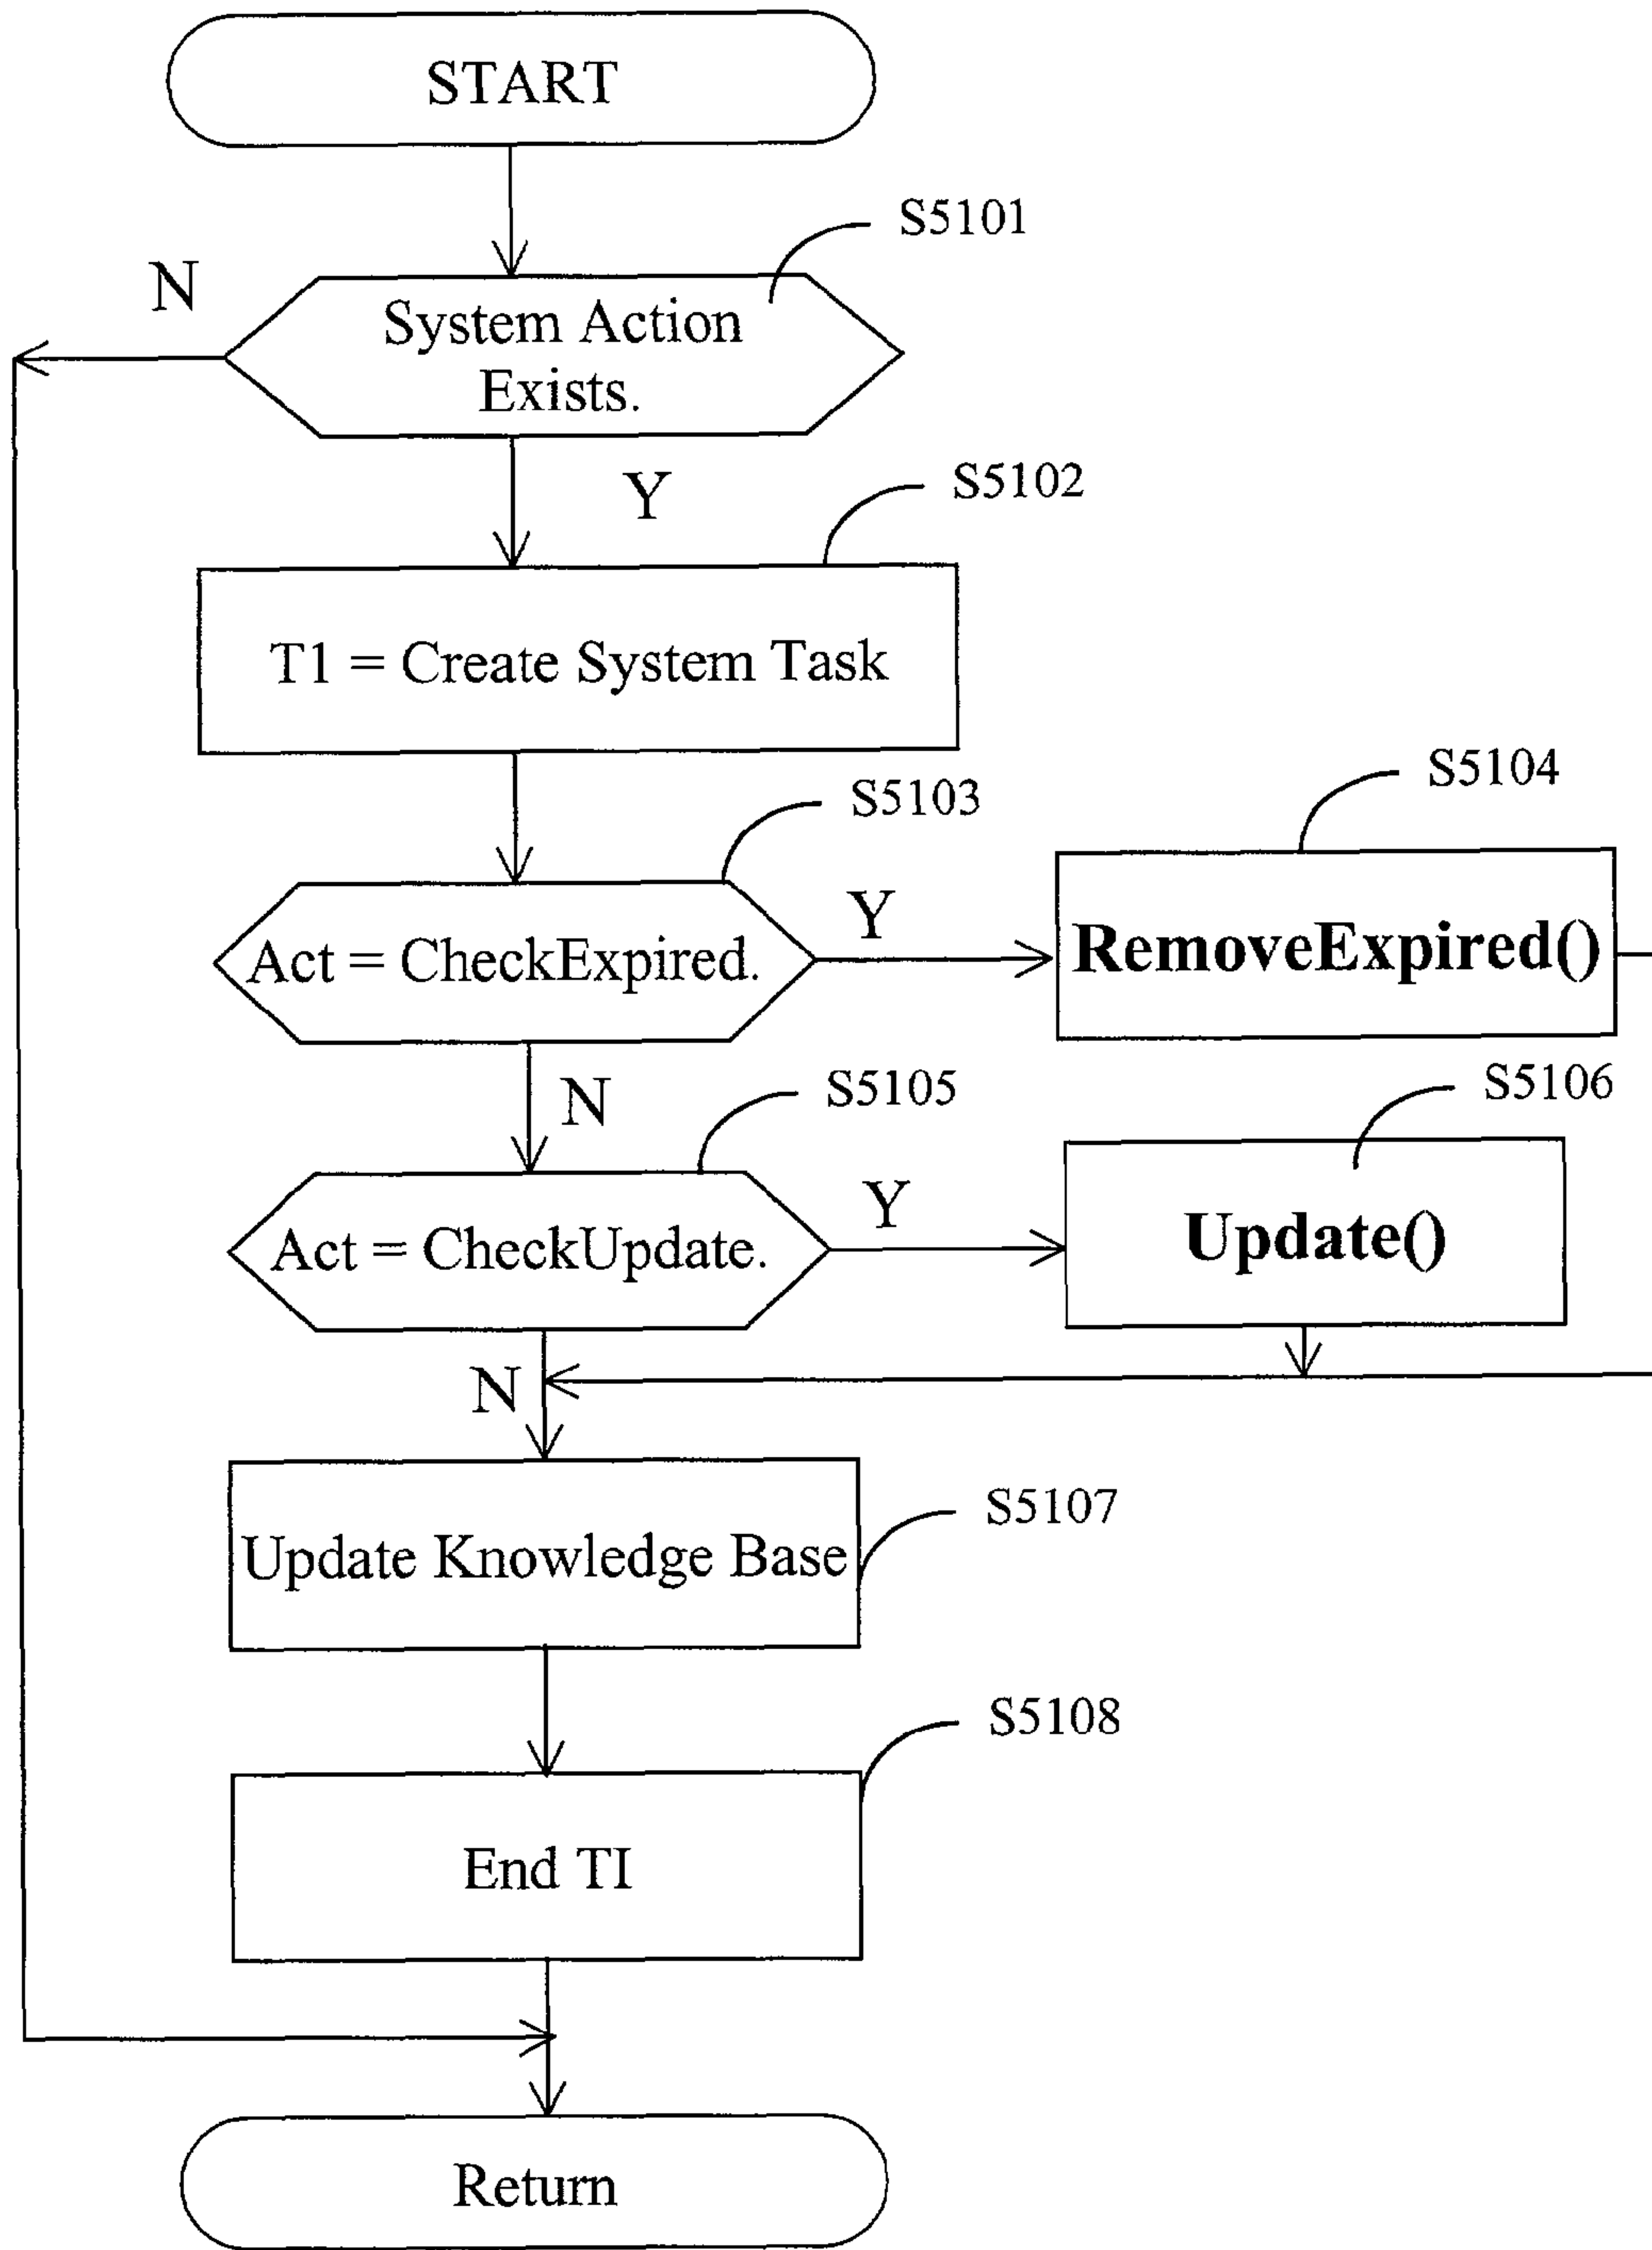 START
S5101
N
System Action
Exists.
Y
S5102
T1 = Create System Task
S5103
S5104
Act = CheckExpired.
Y
RemoveExpired()
N
S5105
S5106
Act = CheckUpdate.
Y
Update()
N
Update Knowledge Base
S5107
S5108
End TI
Return